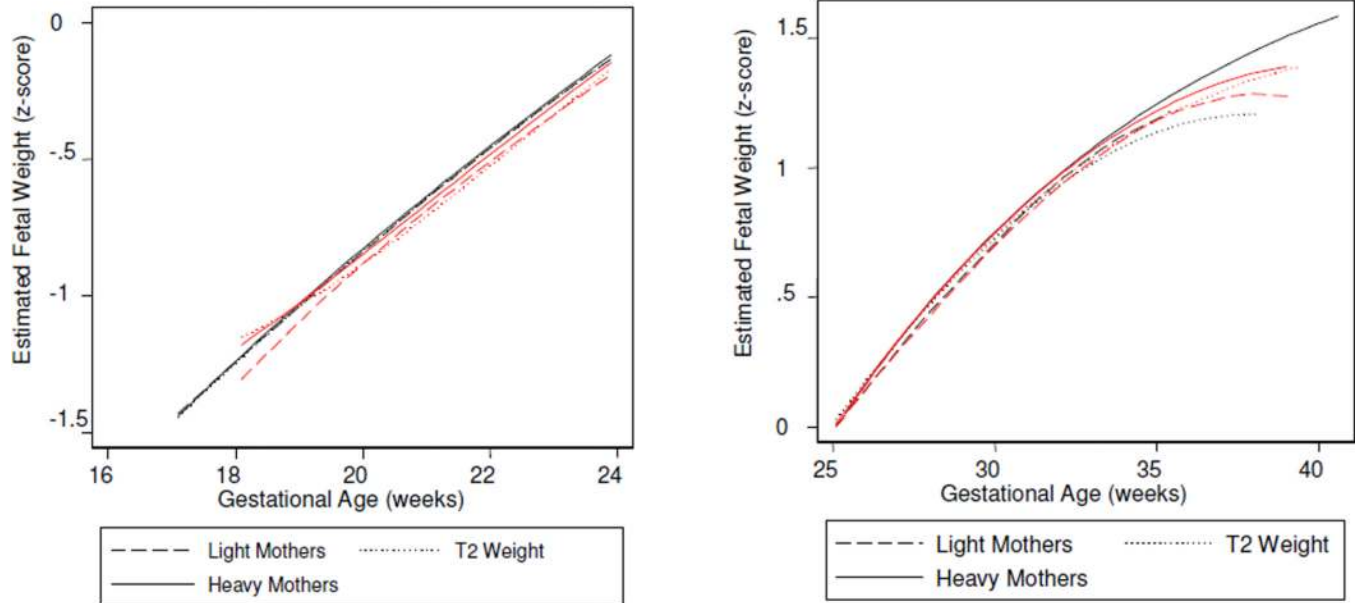 Estimated Fetal Weight (z-score)
0
-.5
-1
-1.5
16 18 20 22 24
Gestational Age (weeks)
Light Mothers T2 Weight
Heavy Mothers
Estimated Fetal Weight (z-score)
1.5
1
.5
0
25 30 35 40
Gestational Age (weeks)
Light Mothers T2 Weight
Heavy Mothers